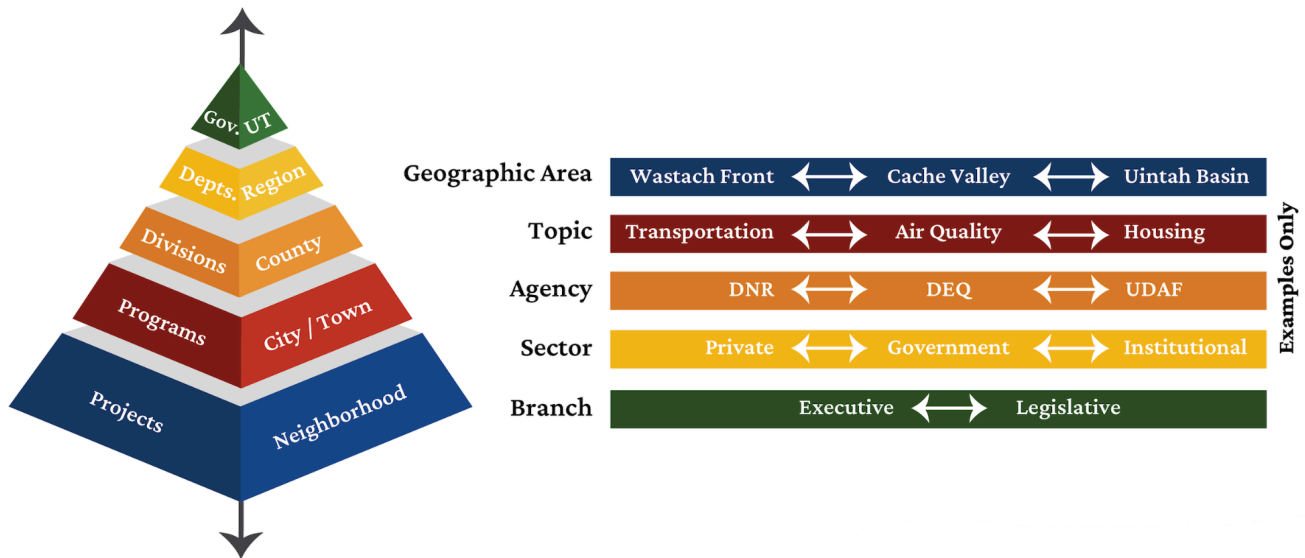 Gov. UT
Depts. Region
Divisions County
Programs City / Town
Projects Neighborhood
Geographic Area Wastach Front Cache Valley Uintah Basin
Topic Transportation Air Quality Housing
Agency DNR DEQ UDAF
Sector Private Government Institutional
Branch Executive Legislative
Examples Only